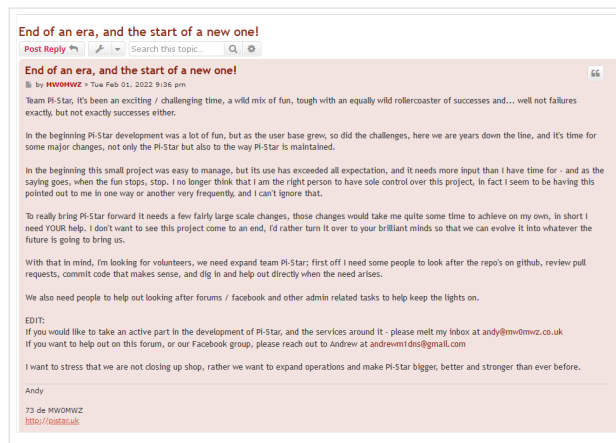 End of an era, and the start of a new one!
Post Reply Search this topic...
End of an era, and the start of a new one!
by MW0MWZ » Tue Feb 01, 2022 9:36 pm
Team Pi-Star, it's been an exciting / challenging time, a wild mix of fun, tough with an equally wild rollercoaster of successes and... well not failures
exactly, but not exactly successes either.
In the beginning Pi-Star development was a lot of fun, but as the user base grew, so did the challenges, here we are years down the line, and it's time for
some major changes, not only the Pi-Star but also to the way Pi-Star is maintained.
In the beginning this small project was easy to manage, but its use has exceeded all expectation, and it needs more input than I have time for - and as the
saying goes, when the fun stops, stop. I no longer think that I am the right person to have sole control over this project, in fact I seem to be having this
pointed out to me in one way or another very frequently, and I can't ignore that.
To really bring Pi-Star forward it needs a few fairly large scale changes, those changes would take me quite some time to achieve on my own, in short I
need YOUR help. I don't want to see this project come to an end, I'd rather turn it over to your brilliant minds so that we can evolve it into whatever the
future is going to bring us.
With that in mind, I'm looking for volunteers, we need expand team Pi-Star; first off I need some people to look after the repo's on github, review pull
requests, commit code that makes sense, and dig in and help out directly when the need arises.
We also need people to help out looking after forums / facebook and other admin related tasks to help keep the lights on.
EDIT:
If you would like to take an active part in the development of Pi-Star, and the services around it - please melt my inbox at andy@mw0mwz.co.uk
If you want to help out on this forum, or our Facebook group, please reach out to Andrew at andrewm1dns@gmail.com
I want to stress that we are not closing up shop, rather we want to expand operations and make Pi-Star bigger, better and stronger than ever before.
Andy
73 de MW0MWZ
http://pistar.uk